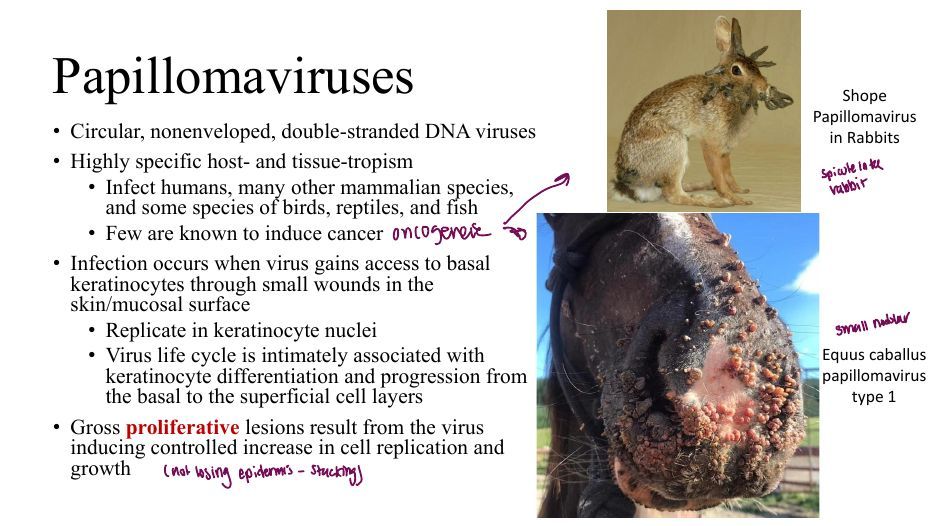 Papillomaviruses
• Circular, nonenveloped, double-stranded DNA viruses
• Highly specific host- and tissue-tropism
• Infect humans, many other mammalian species,
and some species of birds, reptiles, and fish
• Few are known to induce cancer oncogenic
• Infection occurs when virus gains access to basal
keratinocytes through small wounds in the
skin/mucosal surface
• Replicate in keratinocyte nuclei
• Virus life cycle is intimately associated with
keratinocyte differentiation and progression from
the basal to the superficial cell layers
• Gross proliferative lesions result from the virus
inducing controlled increase in cell replication and
growth (not losing epidermis - stacking)
Shope
Papillomavirus
in Rabbits
rabbit
small nodular
Equus caballus
papillomavirus
type 1